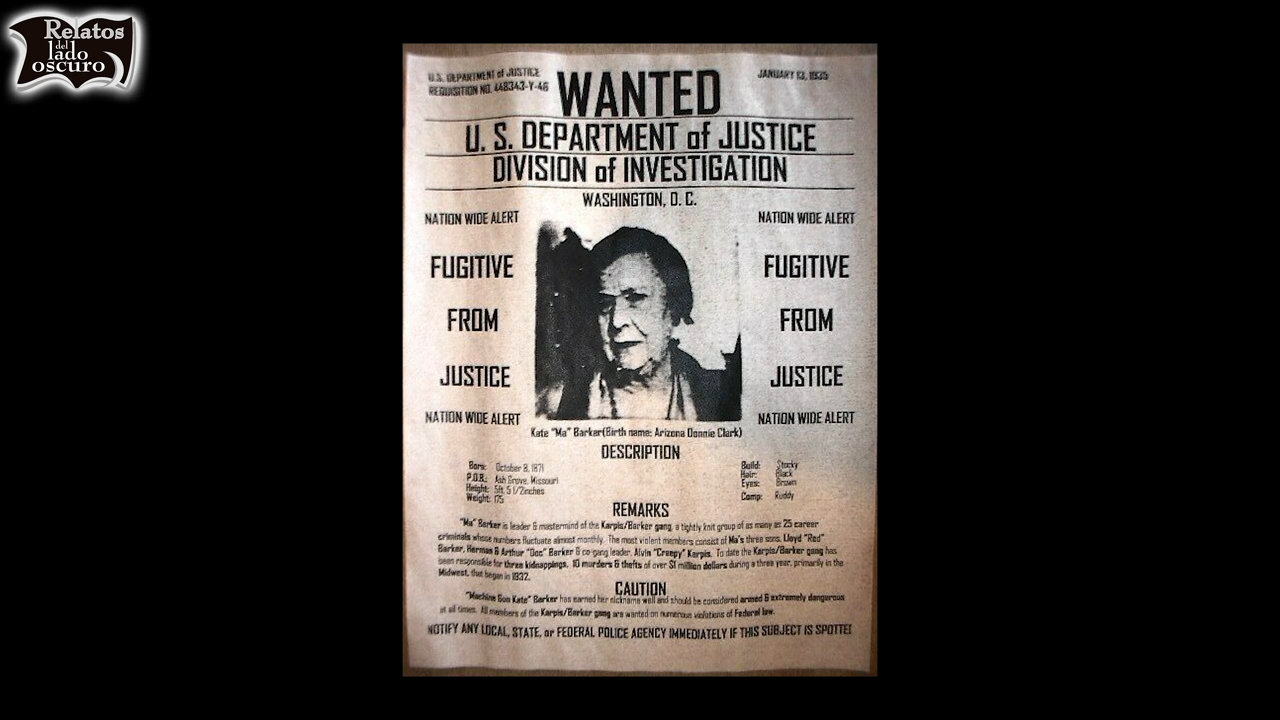 Relatos
del
lado
oscuro
U.S. DEPARTMENT of JUSTICE
REQUISITION NO. 448343-Y-46
JANUARY 13, 1935
WANTED
U. S. DEPARTMENT of JUSTICE
DIVISION of INVESTIGATION
WASHINGTON, D. C.
NATION WIDE ALERT
NATION WIDE ALERT
FUGITIVE
FUGITIVE
FROM
FROM
JUSTICE
JUSTICE
NATION WIDE ALERT
NATION WIDE ALERT
Kate "Ma" Barker(Birth name: Arizona Donnie Clark)
DESCRIPTION
Born: October 8, 1871
P.O.B.: Ash Grove, Missouri
Height: 5ft. 5 1/2inches
Weight: 175
Build: Stocky
Hair: Black
Eyes: Brown
Comp: Ruddy
REMARKS
"Ma" Barker is leader & mastermind of the Karpis/Barker gang, a tightly knit group of as many as 25 career
criminals whose numbers fluctuate almost monthly. The most violent members consist of Ma's three sons, Lloyd "Red"
Barker, Herman & Arthur "Doc" Barker & co-gang leader, Alvin "Creepy" Karpis. To date the Karpis/Barker gang has
been responsible for three kidnappings, 10 murders & thefts of over $1 million dollars during a three year, primarily in the
Midwest, that began in 1932.
CAUTION
"Machine Gun Kate" Barker has earned her nickname well and should be considered armed & extremely dangerous
at all times. All members of the Karpis/Barker gang are wanted on numerous violations of Federal law.
NOTIFY ANY LOCAL, STATE, or FEDERAL POLICE AGENCY IMMEDIATELY IF THIS SUBJECT IS SPOTTED